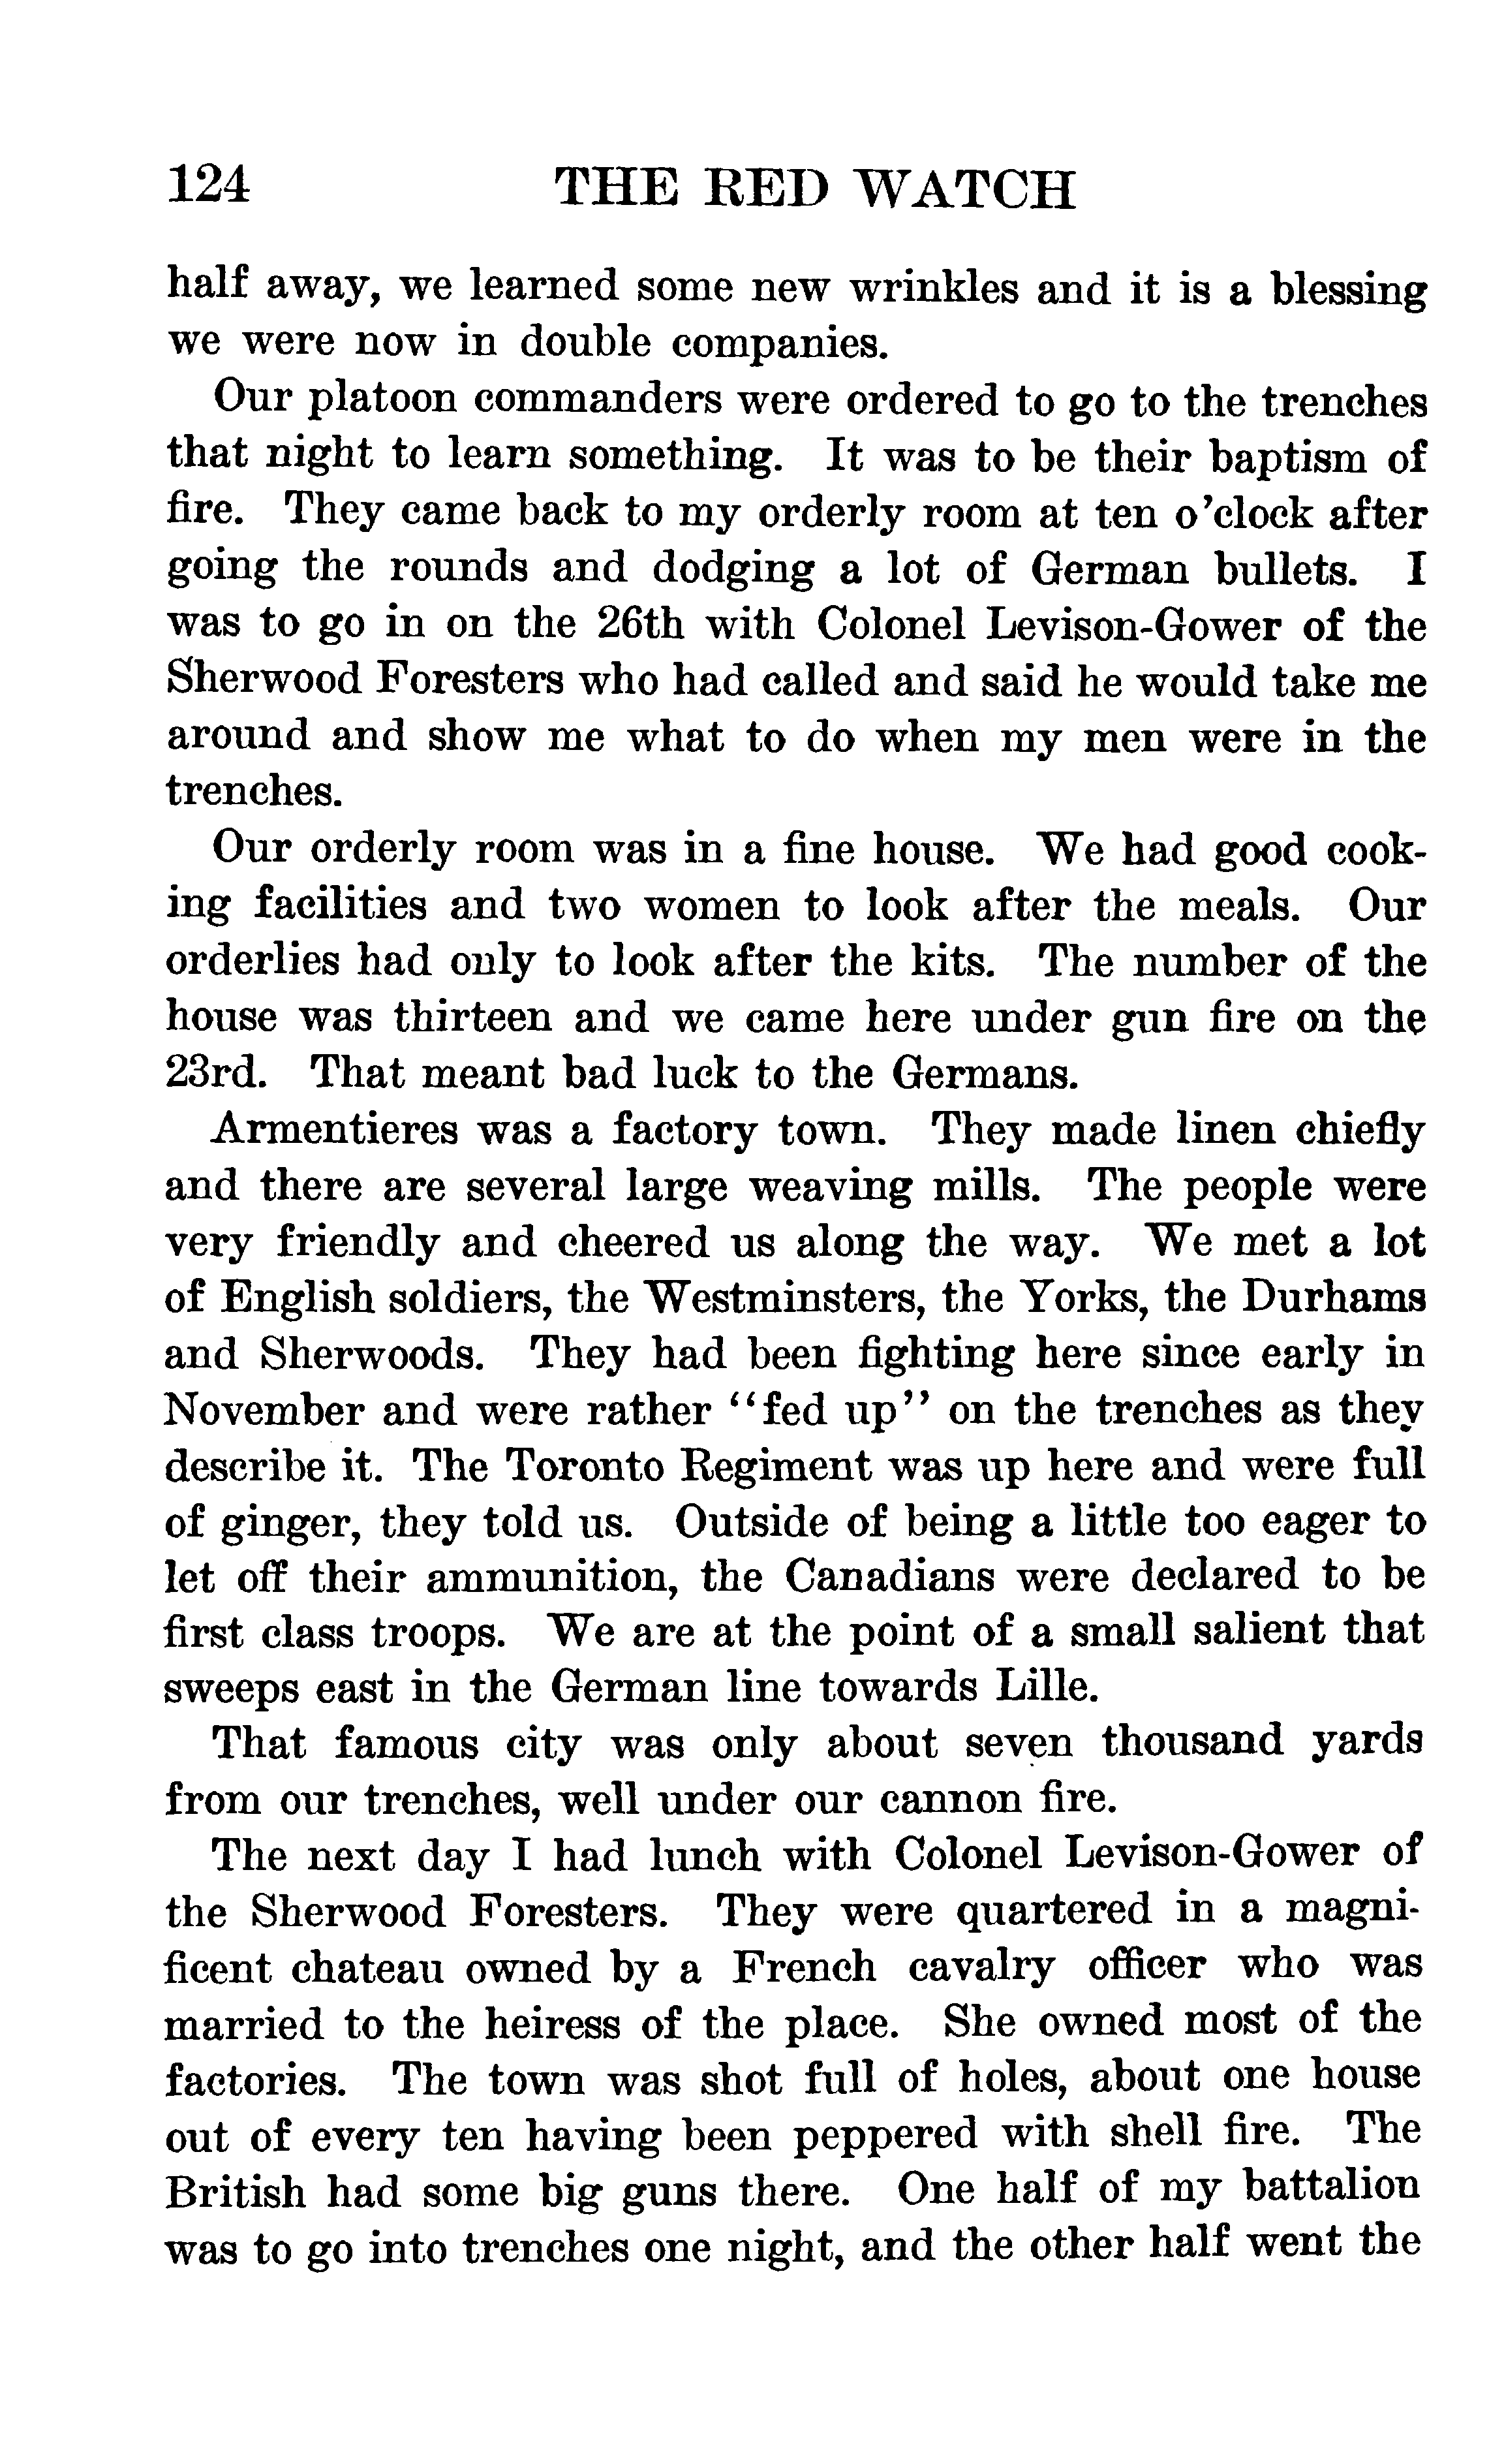 124 THE RED WATCH
half away, we learned some new wrinkles and it is a blessing
we were now in double companies.
Our platoon commanders were ordered to go to the trenches
that night to learn something. It was to be their baptism of
fire. They came back to my orderly room at ten o'clock after
going the rounds and dodging a lot of German bullets. I
was to go in on the 26th with Colonel Levison-Gower of the
Sherwood Foresters who had called and said he would take me
around and show me what to do when my men were in the
trenches.
Our orderly room was in a fine house. We had good cook-
ing facilities and two women to look after the meals. Our
orderlies had only to look after the kits. The number of the
house was thirteen and we came here under gun fire on the
23rd. That meant bad luck to the Germans.
Armentieres was a factory town. They made linen chiefly
and there are several large weaving mills. The people were
very friendly and cheered us along the way. We met a lot
of English soldiers, the Westminsters, the Yorks, the Durhams
and Sherwoods. They had been fighting here since early in
November and were rather "fed up" on the trenches as they
describe it. The Toronto Regiment was up here and were full
of ginger, they told us. Outside of being a little too eager to
let off their ammunition, the Canadians were declared to be
first class troops. We are at the point of a small salient that
sweeps east in the German line towards Lille.
That famous city was only about seven thousand yards
from our trenches, well under our cannon fire.
The next day I had lunch with Colonel Levison-Gower of
the Sherwood Foresters. They were quartered in a magni-
ficent chateau owned by a French cavalry officer who was
married to the heiress of the place. She owned most of the
factories. The town was shot full of holes, about one house
out of every ten having been peppered with shell fire. The
British had some big guns there. One half of my battalion
was to go into trenches one night, and the other half went the